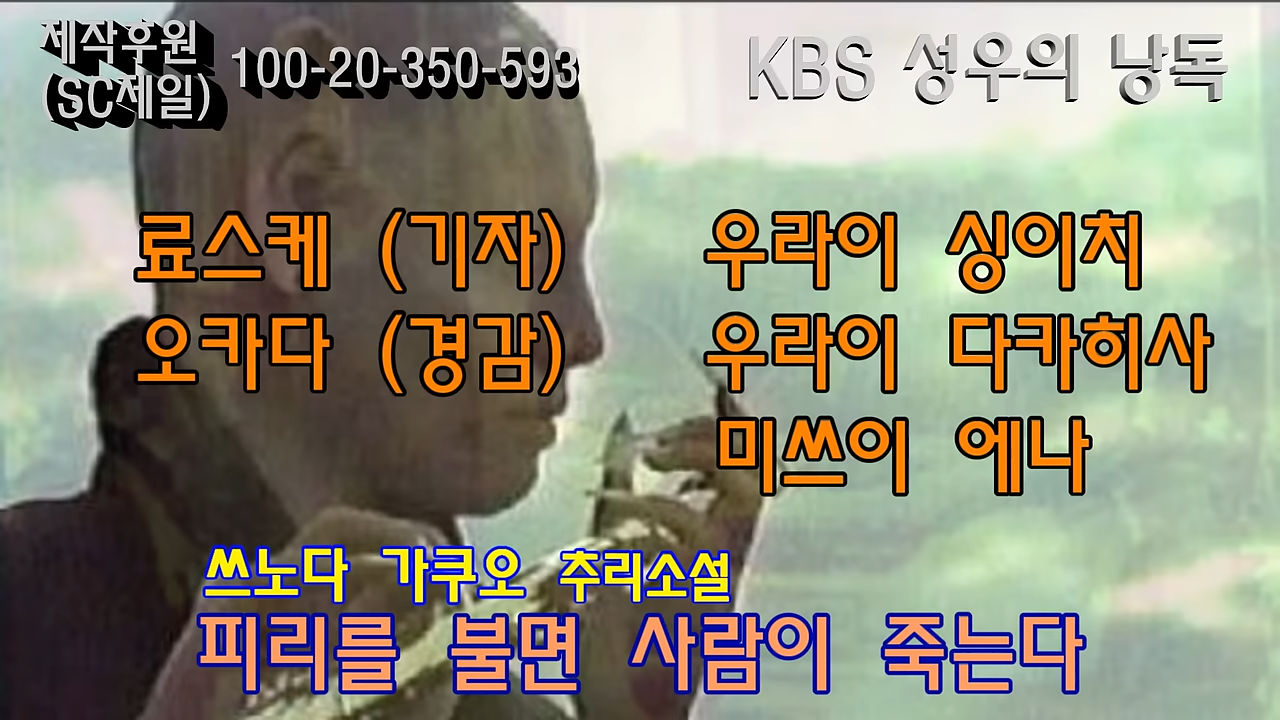 제작후원
(SC제일)
100-20-350-593
KBS 성우의 낭독
료스케 (기자)
우라이 싱이치
오카다 (경감)
우라이 다카히사
미쓰이 에나
쓰노다 가쿠오 추리소설
피리를 불면 사람이 죽는다